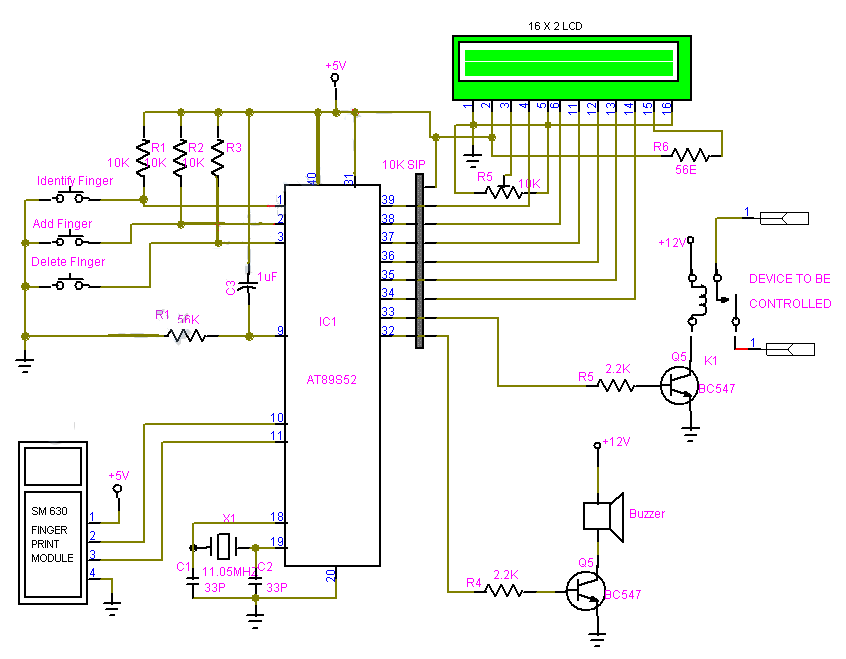 16 X 2 LCD
+5V
1 2 3 4 5 6 11 12 13 14 15 16
R1 R2 R3
10K 10K 10K
10K SIP
R6
56E
R5
10K
Identify Finger
Add Finger
Delete FInger
40
31
1
2
3
9
10
11
18
19
20
39
38
37
36
35
34
33
32
C3
1uF
R1
56K
IC1
AT89S52
+12V
1
DEVICE TO BE
CONTROLLED
1
Q5
K1
BC547
R5
2.2K
+12V
Buzzer
Q5
BC547
R4
2.2K
+5V
SM 630
FINGER
PRINT
MODULE
1
2
3
4
X1
C1
11.05MHZ
C2
33P
33P